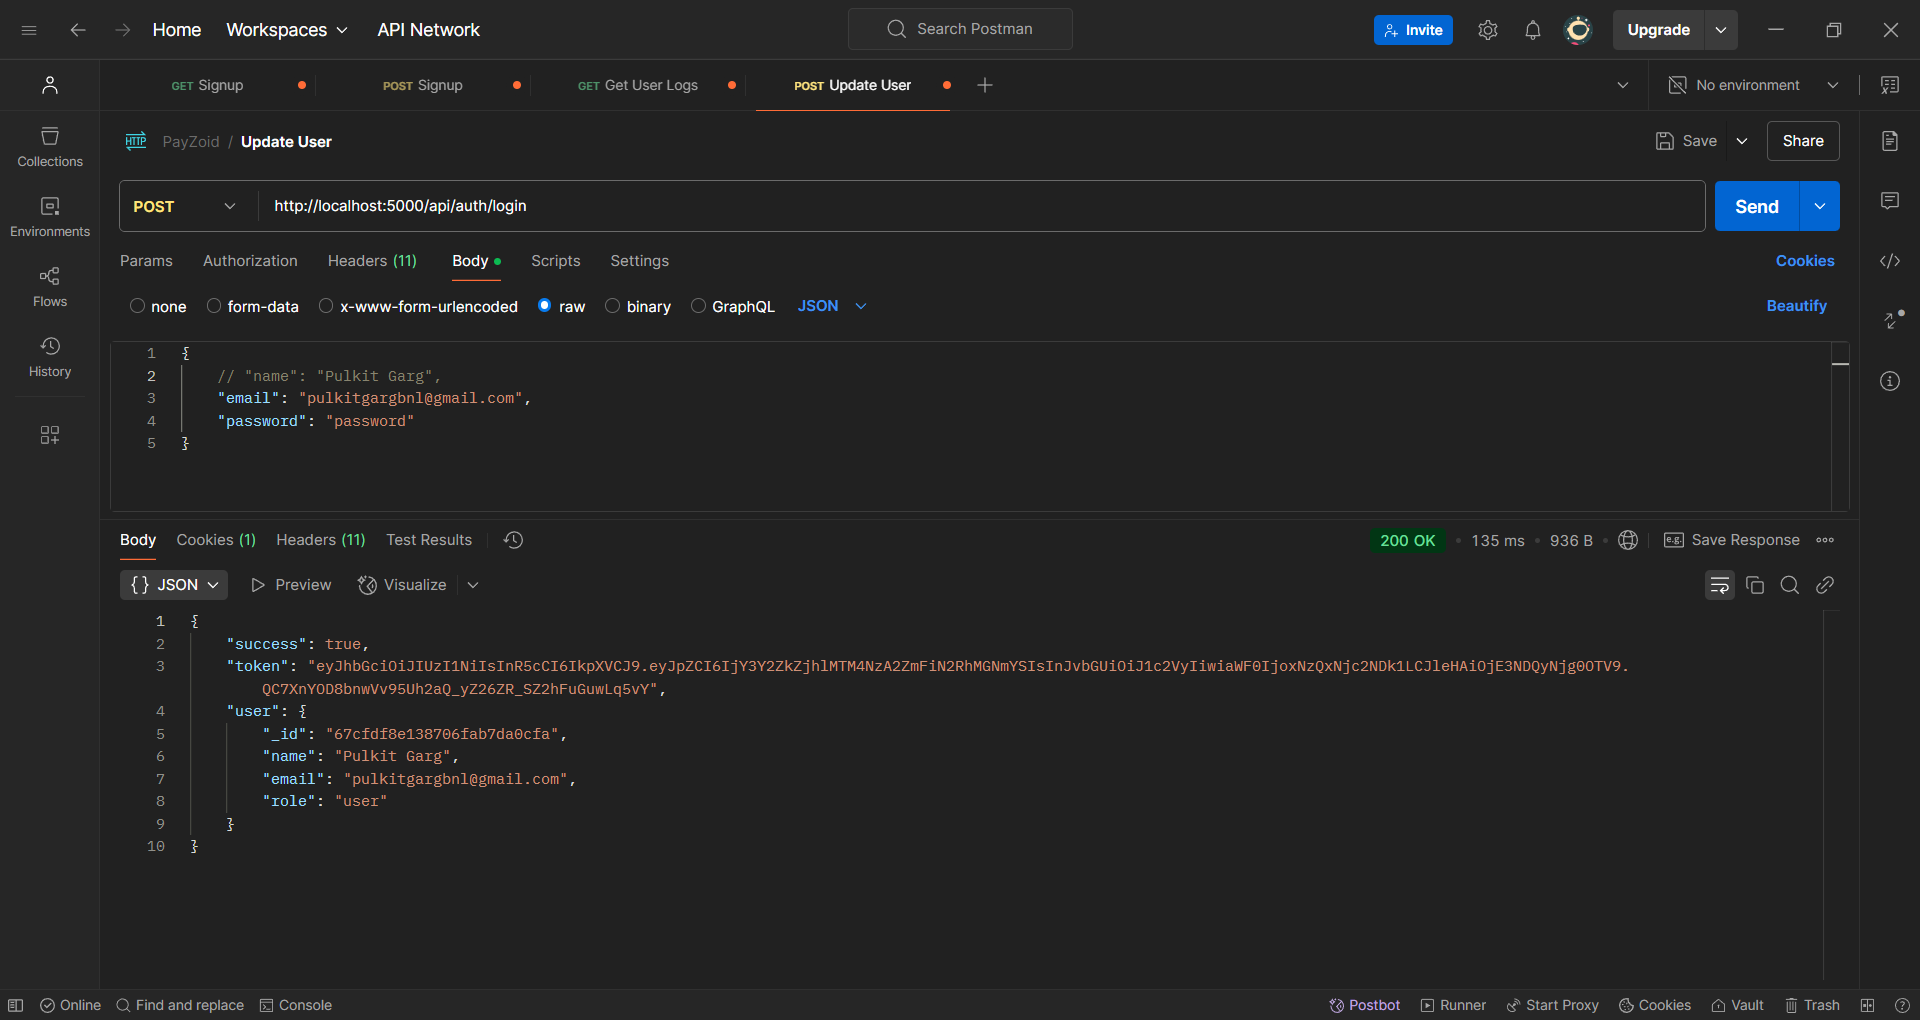 Home Workspaces API Network Search Postman Invite Upgrade
GET Signup POST Signup GET Get User Logs POST Update User No environment
Collections
Environments
Flows
History
HTTP PayZoid / Update User Save Share
POST http://localhost:5000/api/auth/login Send
Params Authorization Headers (11) Body Scripts Settings Cookies
none form-data x-www-form-urlencoded raw binary GraphQL JSON Beautify
1 {
2 // "name": "Pulkit Garg",
3 "email": "pulkitgargbnl@gmail.com",
4 "password": "password"
5 }
Body Cookies (1) Headers (11) Test Results 200 OK 135 ms 936 B e.g. Save Response
{} JSON Preview Visualize
1 {
2 "success": true,
3 "token": "eyJhbGciOiJIUzI1NiIsInR5cCI6IkpXVCJ9.eyJpZCI6IjY3Y2ZkZjhlMTM4NzA2ZmFiN2RhMGNmYSIsInJvbGUiOiJ1c2VyIiwiaWF0IjoxNzQxNjc2NDk1LCJleHAiOjE3NDQyNjg0OTV9.
QC7XnYOD8bnwVv95Uh2aQ_yZ26ZR_SZ2hFuGuwLq5vY",
4 "user": {
5 "_id": "67cfdf8e138706fab7da0cfa",
6 "name": "Pulkit Garg",
7 "email": "pulkitgargbnl@gmail.com",
8 "role": "user"
9 }
10 }
Online Find and replace Console Postbot Runner Start Proxy Cookies Vault Trash